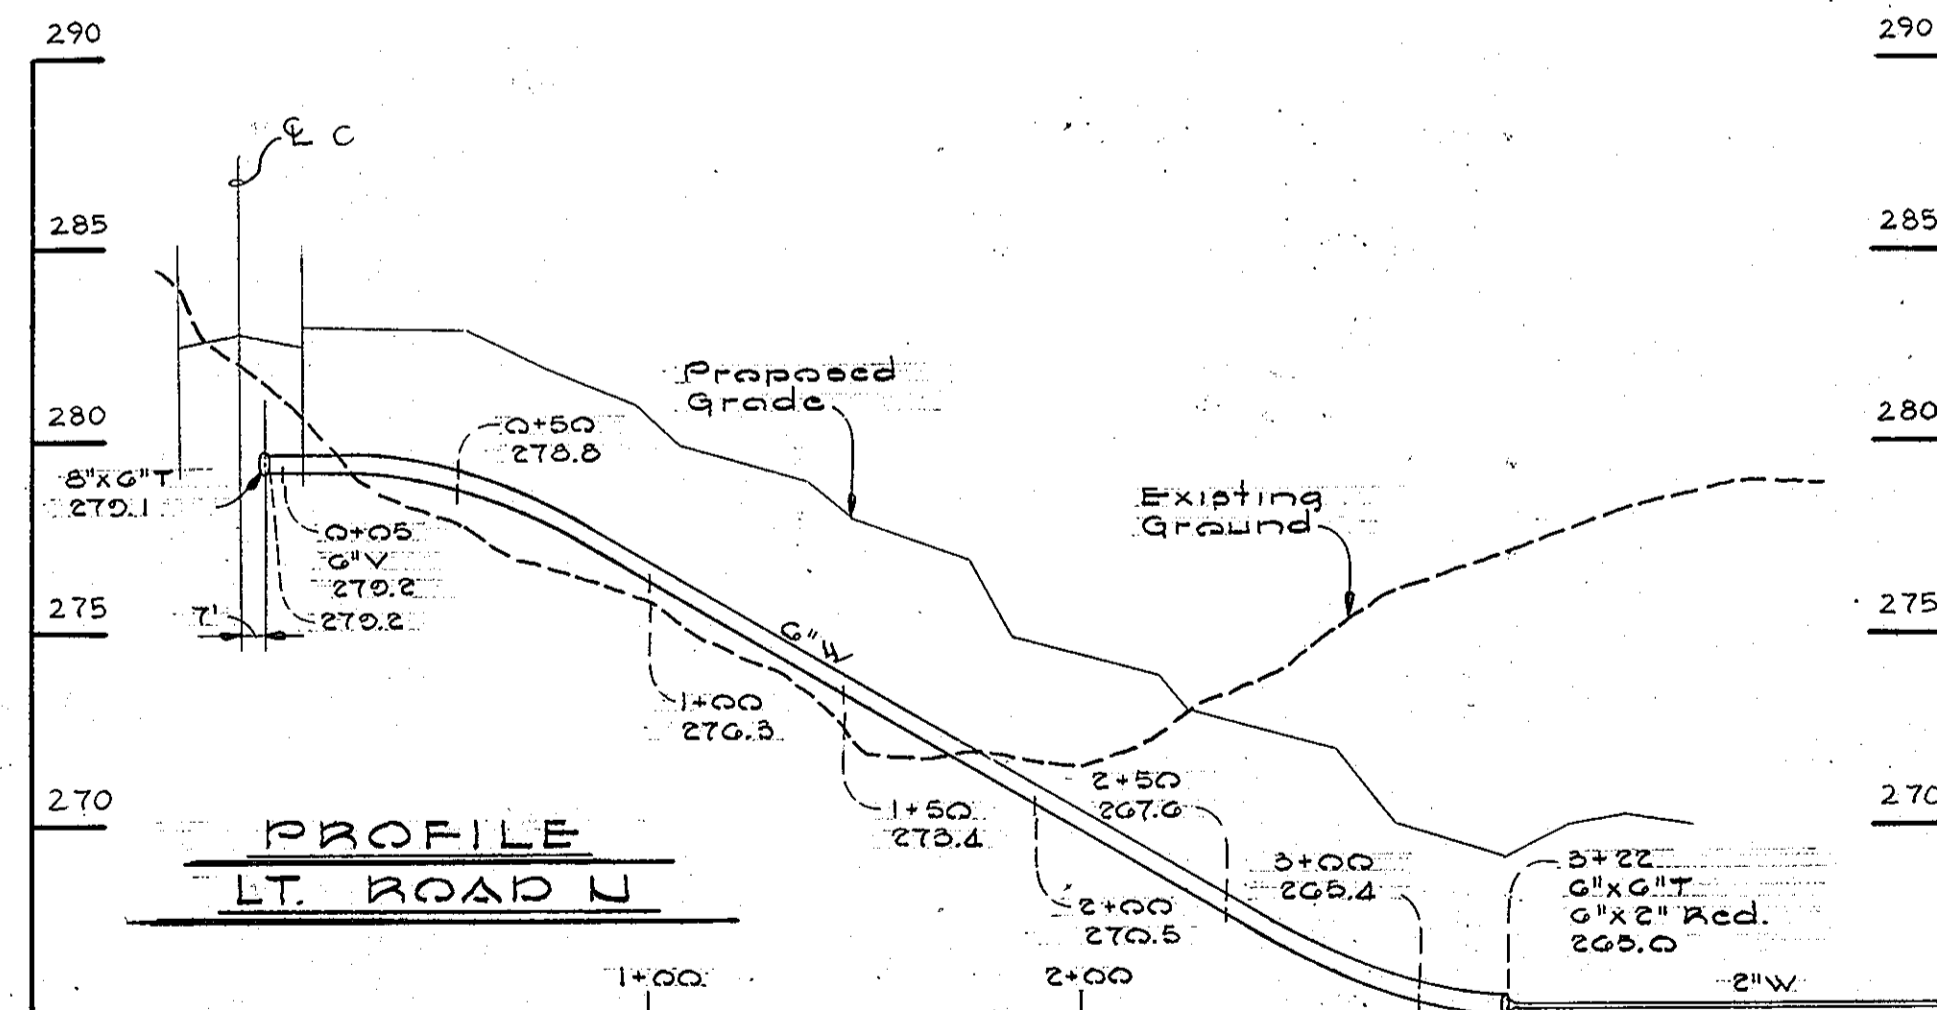 290
290
℄ C
285
285
Proposed
Grade
280
280
0+50
278.8
8"X6"T
279.1
Existing
Ground
0+05
6"V
279.2
279.2
275
275
7'
6"W
1+00
276.3
270
270
2+50
267.6
1+50
273.4
PROFILE
LT. ROAD N
3+00
265.4
3+22
6"X6"T
6"X2" Red.
265.0
2+00
270.5
1+00
2+00
2"W